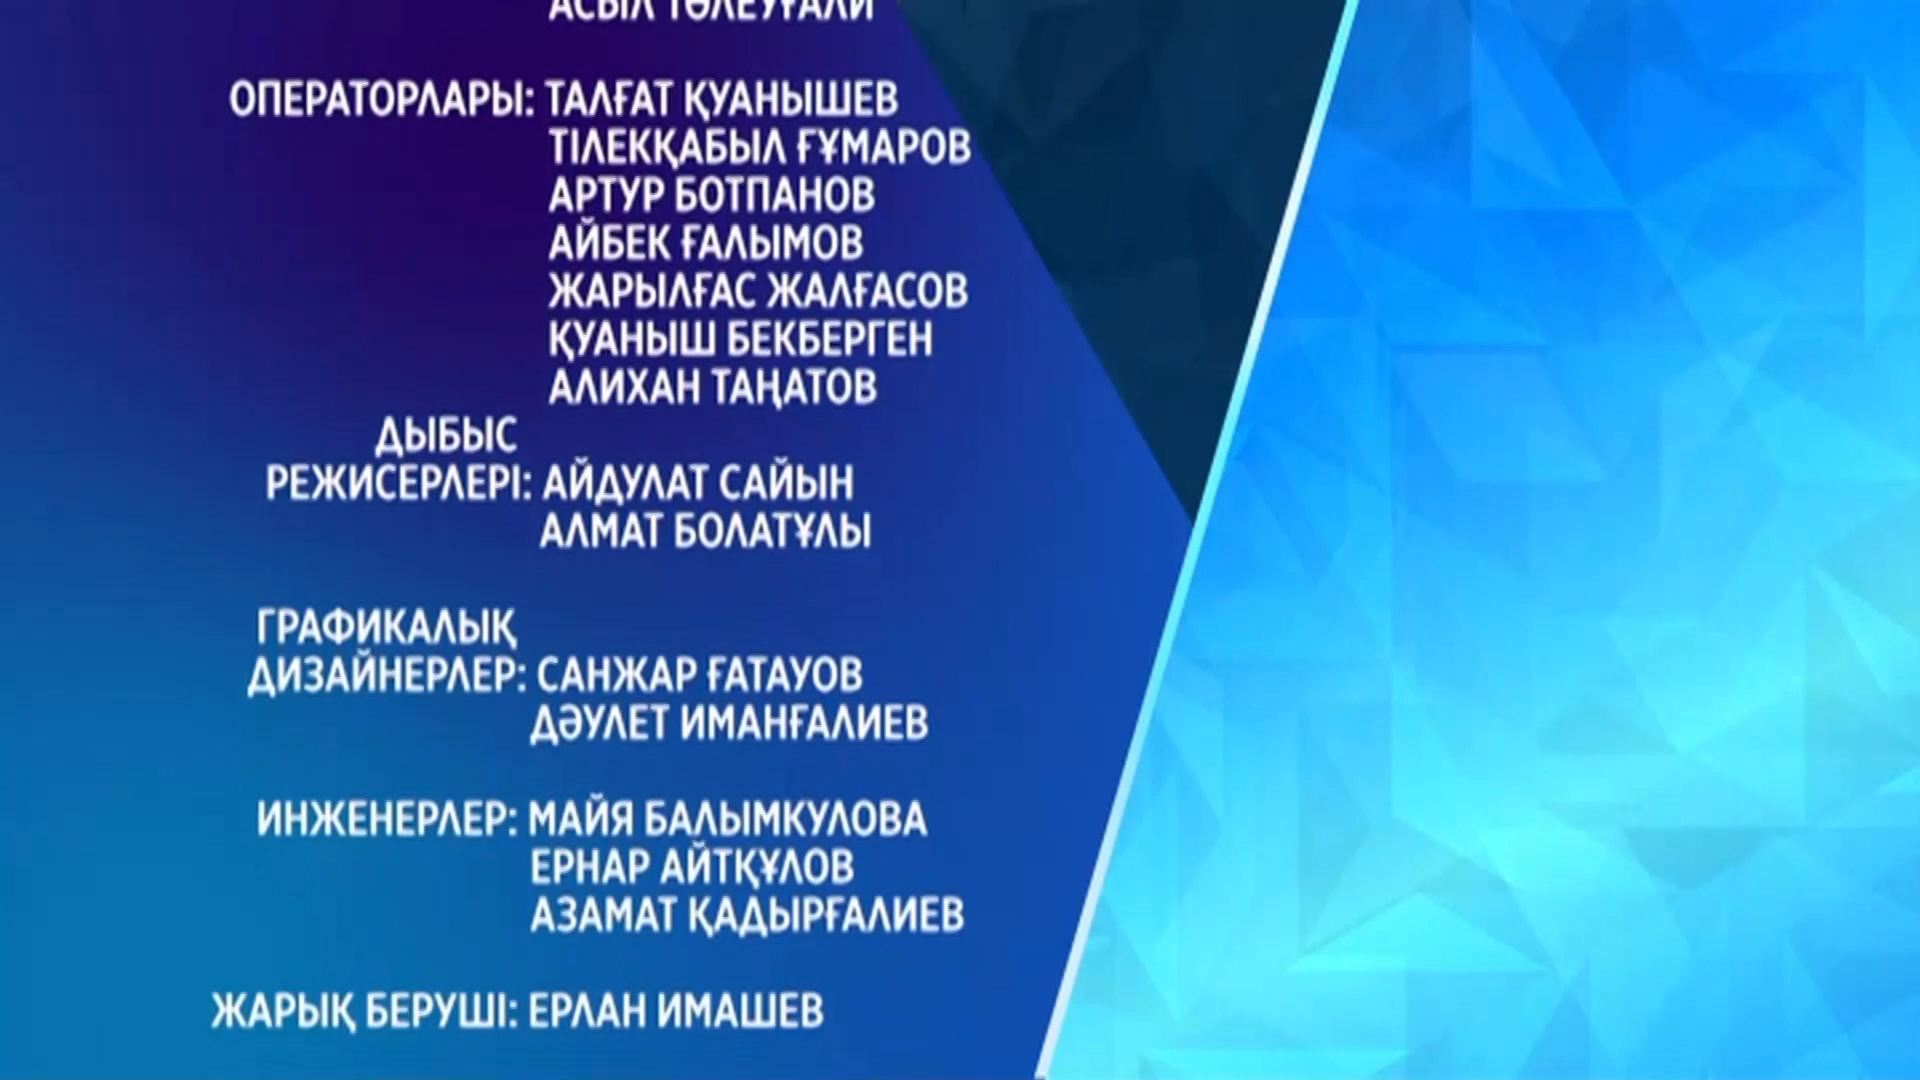 АСЫЛ ТӨЛЕУҒАЛИ
ОПЕРАТОРЛАРЫ: ТАЛҒАТ ҚУАНЫШЕВ
ТІЛЕКҚАБЫЛ ҒҰМАРОВ
АРТУР БОТПАНОВ
АЙБЕК ҒАЛЫМОВ
ЖАРЫЛҒАС ЖАЛҒАСОВ
ҚУАНЫШ БЕКБЕРГЕН
АЛИХАН ТАҢАТОВ
ДЫБЫС
РЕЖИСЕРЛЕРІ: АЙДУЛАТ САЙЫН
АЛМАТ БОЛАТҰЛЫ
ГРАФИКАЛЫҚ
ДИЗАЙНЕРЛЕР: САНЖАР ҒАТАУОВ
ДӘУЛЕТ ИМАНҒАЛИЕВ
ИНЖЕНЕРЛЕР: МАЙЯ БАЛЫМКУЛОВА
ЕРНАР АЙТҚҰЛОВ
АЗАМАТ ҚАДЫРҒАЛИЕВ
ЖАРЫҚ БЕРУШІ: ЕРЛАН ИМАШЕВ